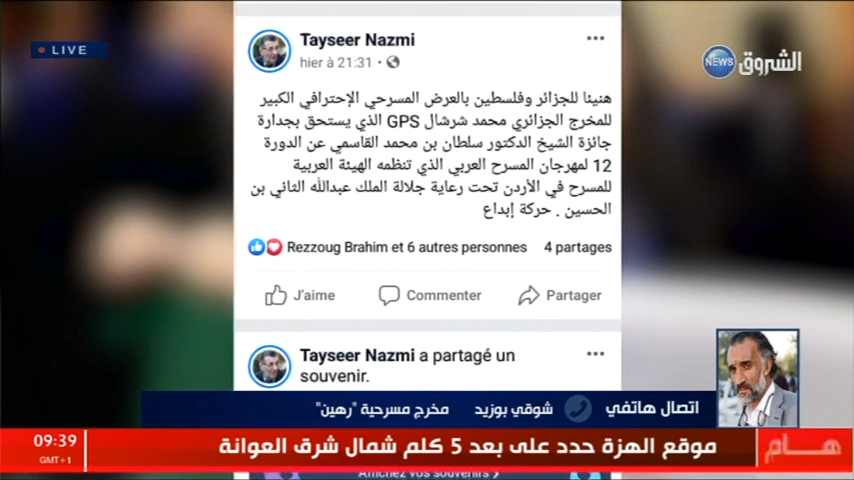 LIVE
الشروق
NEWS
Tayseer Nazmi
hier à 21:31
هنيئا للجزائر وفلسطين بالعرض المسرحي الإحترافي الكبير
للمخرج الجزائري محمد شرشال GPS الذي يستحق بجدارة
جائزة الشيخ الدكتور سلطان بن محمد القاسمي عن الدورة
12 لمهرجان المسرح العربي الذي تنظمه الهيئة العربية
للمسرح في الأردن تحت رعاية جلالة الملك عبدالله الثاني بن
الحسين . حركة إبداع
Rezzoug Brahim et 6 autres personnes 4 partages
J'aime Commenter Partager
Tayseer Nazmi a partagé un
souvenir.
اتصال هاتفي شوقي بوزيد مخرج مسرحية "رهين"
هـام موقع الهزة حدد على بعد 5 كلم شمال شرق العوانة
09:39
GMT+1
Affichez vos souvenirs >